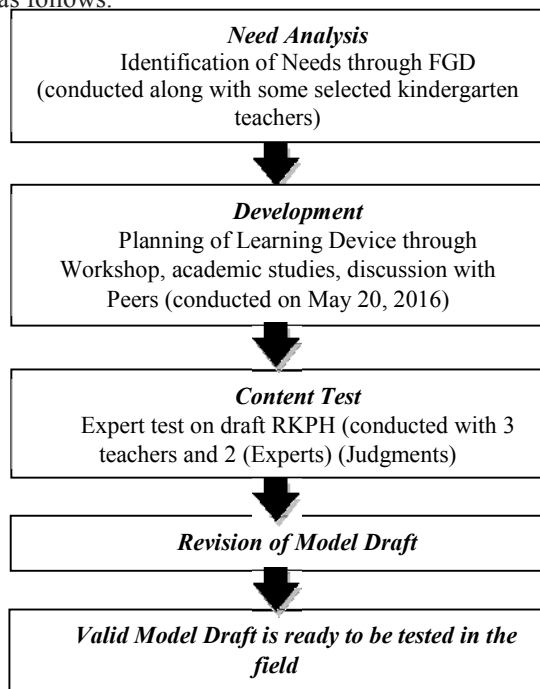 as follows:
Need Analysis
Identification of Needs through FGD
(conducted along with some selected kindergarten
teachers)
Development
Planning of Learning Device through
Workshop, academic studies, discussion with
Peers (conducted on May 20, 2016)
Content Test
Expert test on draft RKPH (conducted with 3
teachers and 2 (Experts) (Judgments)
Revision of Model Draft
Valid Model Draft is ready to be tested in the
field